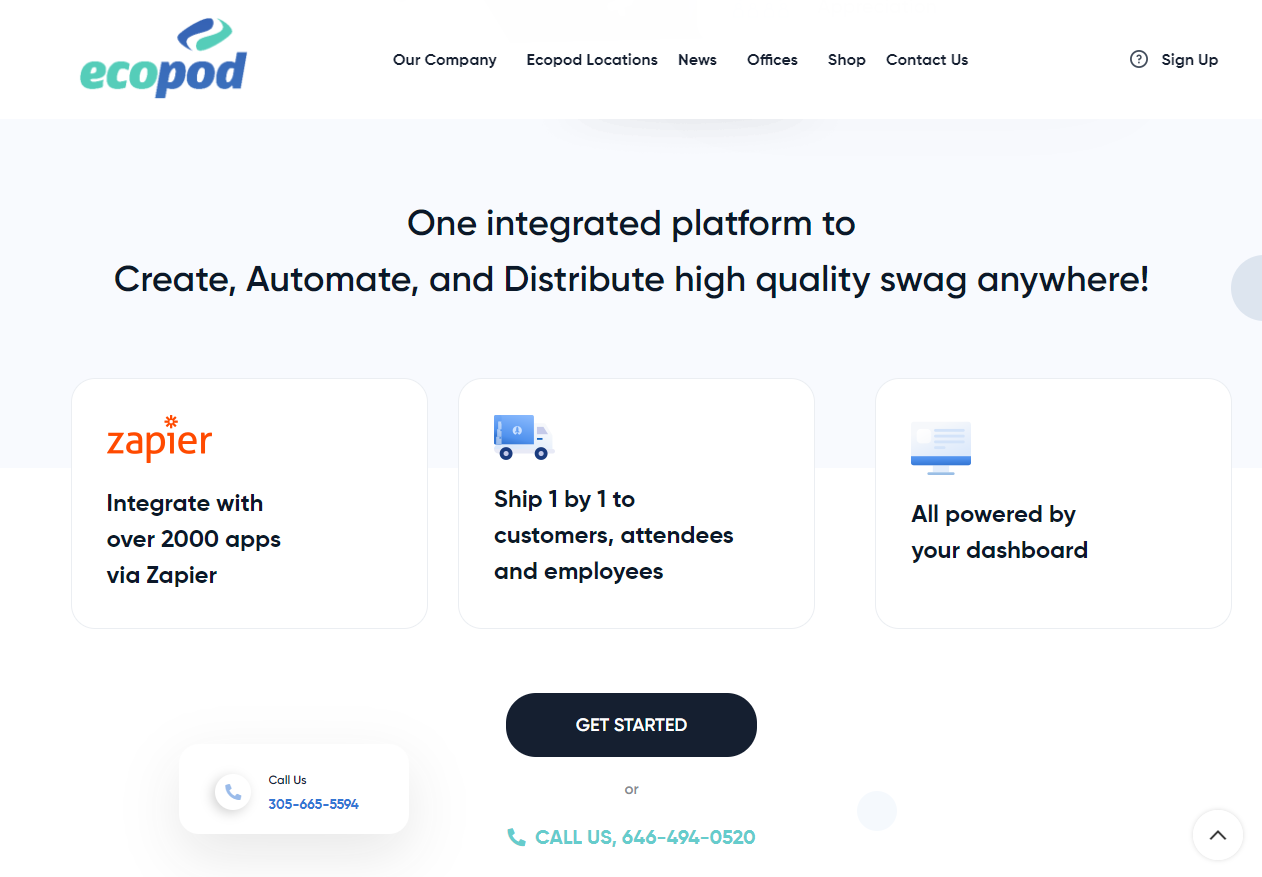 ecopod
Our Company
Ecopod Locations
News
Offices
Shop
Contact Us
Sign Up
One integrated platform to
Create, Automate, and Distribute high quality swag anywhere!
zapier
Integrate with
over 2000 apps
via Zapier
Ship 1 by 1 to
customers, attendees
and employees
All powered by
your dashboard
GET STARTED
or
CALL US, 646-494-0520
Call Us
305-665-5594